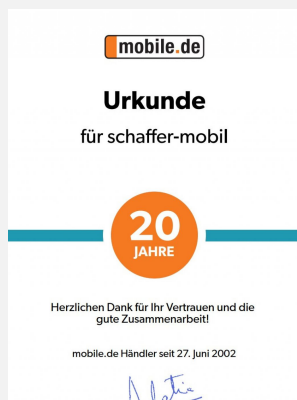 mobile.de
Urkunde
für schaffer-mobil
20
JAHRE
Herzlichen Dank für Ihr Vertrauen und die
gute Zusammenarbeit!
mobile.de Händler seit 27. Juni 2002